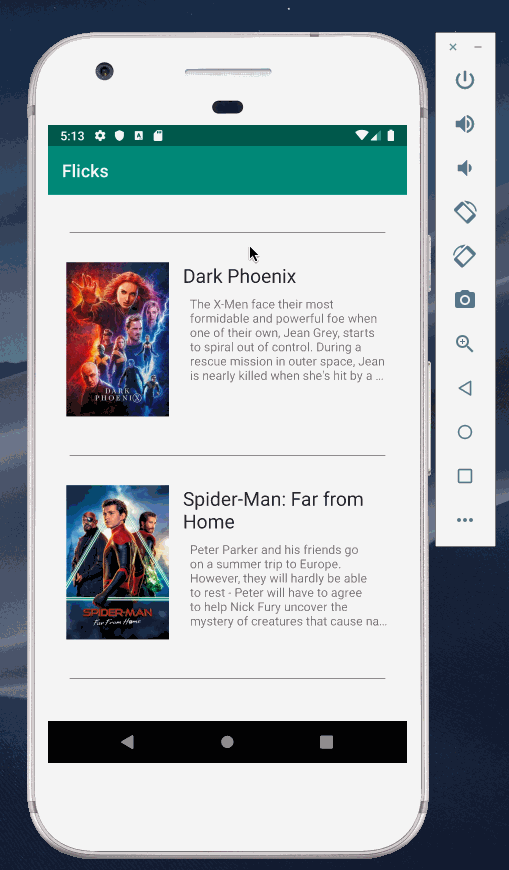 5:13
Flicks
Dark Phoenix
The X-Men face their most
formidable and powerful foe when
one of their own, Jean Grey, starts
to spiral out of control. During a
rescue mission in outer space, Jean
is nearly killed when she's hit by a ...
DARK
PHOENIX
Spider-Man: Far from
Home
Peter Parker and his friends go
on a summer trip to Europe.
However, they will hardly be able
to rest - Peter will have to agree
to help Nick Fury uncover the
mystery of creatures that cause na...
SPIDER-MAN
Far From Home